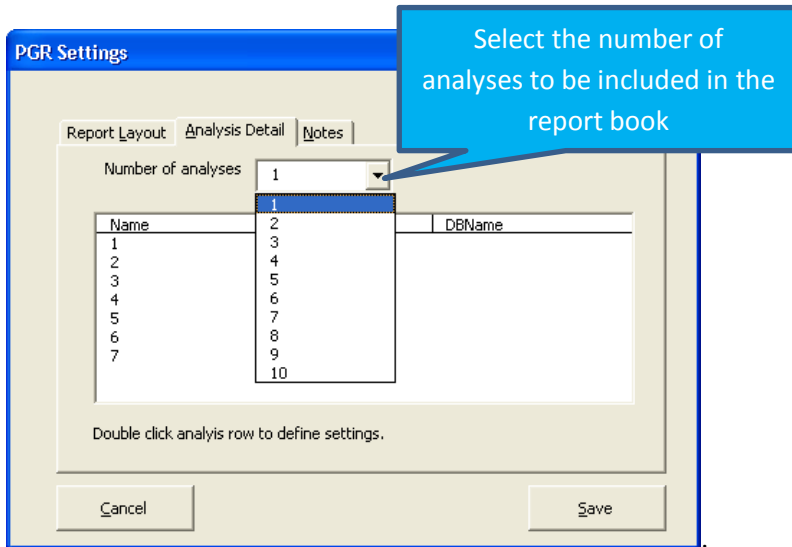 PGR Settings
Select the number of
analyses to be included in the
report book
Report Layout Analysis Detail Notes
Number of analyses 1
1
2
3
4
5
6
7
8
9
10
Name DBName
1
2
3
4
5
6
7
Double click analyis row to define settings.
Cancel Save
.